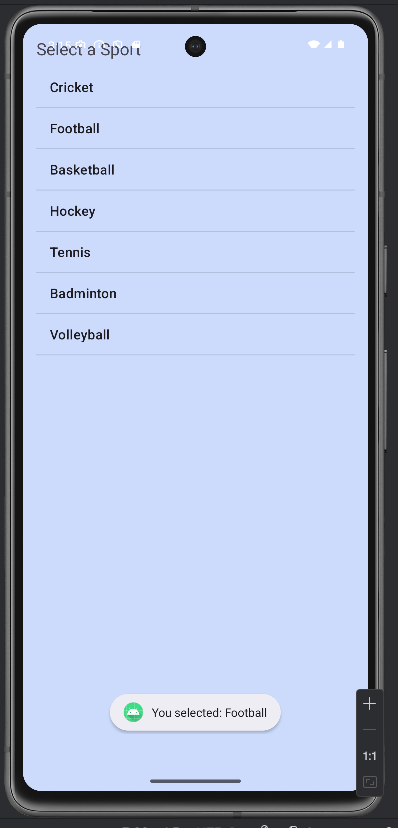 Select a Sport
Cricket
Football
Basketball
Hockey
Tennis
Badminton
Volleyball
You selected: Football
1:1